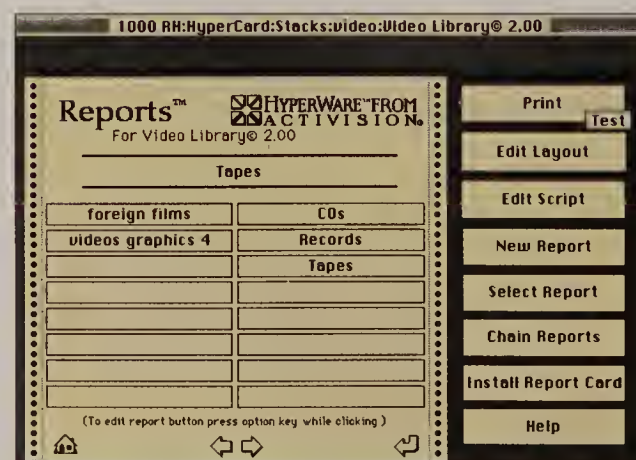 1000 RH:HyperCard:Stacks:video:Video Library© 2.00
Reports™
HYPERWARE™ FROM
ACTIVISION®
For Video Library© 2.00
Tapes
foreign films
COs
videos graphics 4
Records
Tapes
(To edit report button press option key while clicking )
Print
Test
Edit Layout
Edit Script
New Report
Select Report
Chain Reports
Install Report Card
Help